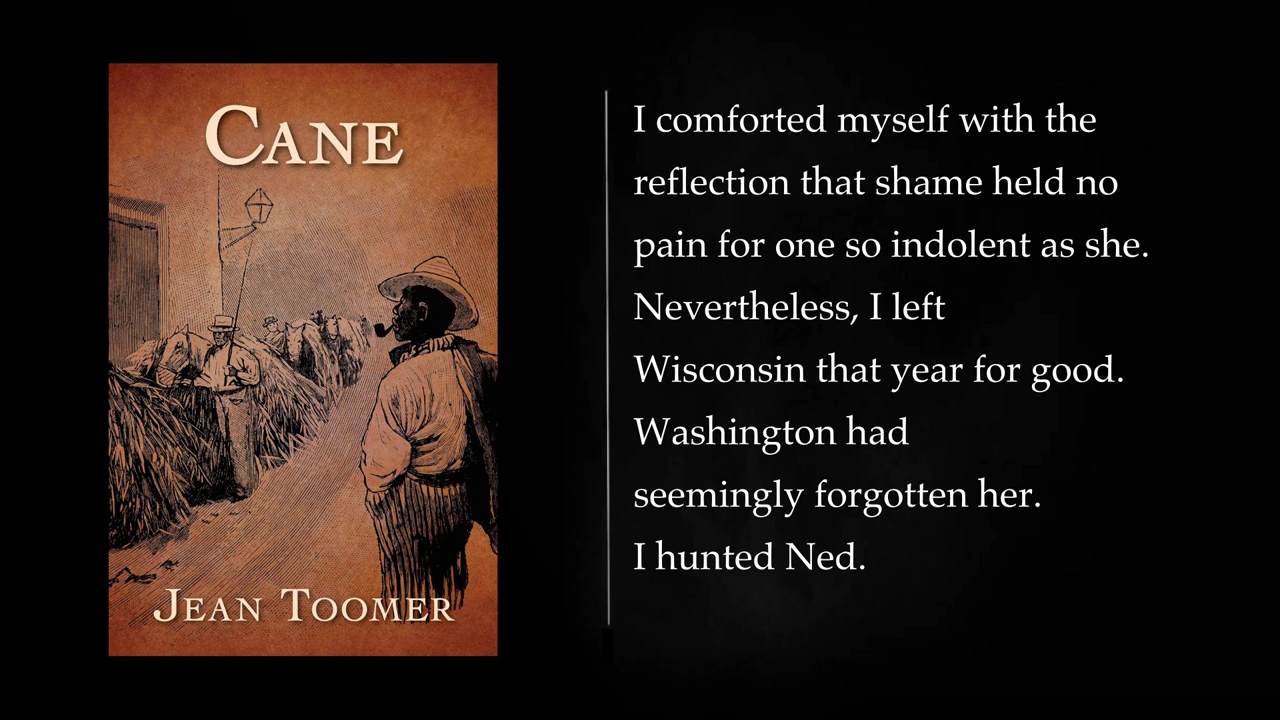 CANE
JEAN TOOMER
I comforted myself with the
reflection that shame held no
pain for one so indolent as she.
Nevertheless, I left
Wisconsin that year for good.
Washington had
seemingly forgotten her.
I hunted Ned.